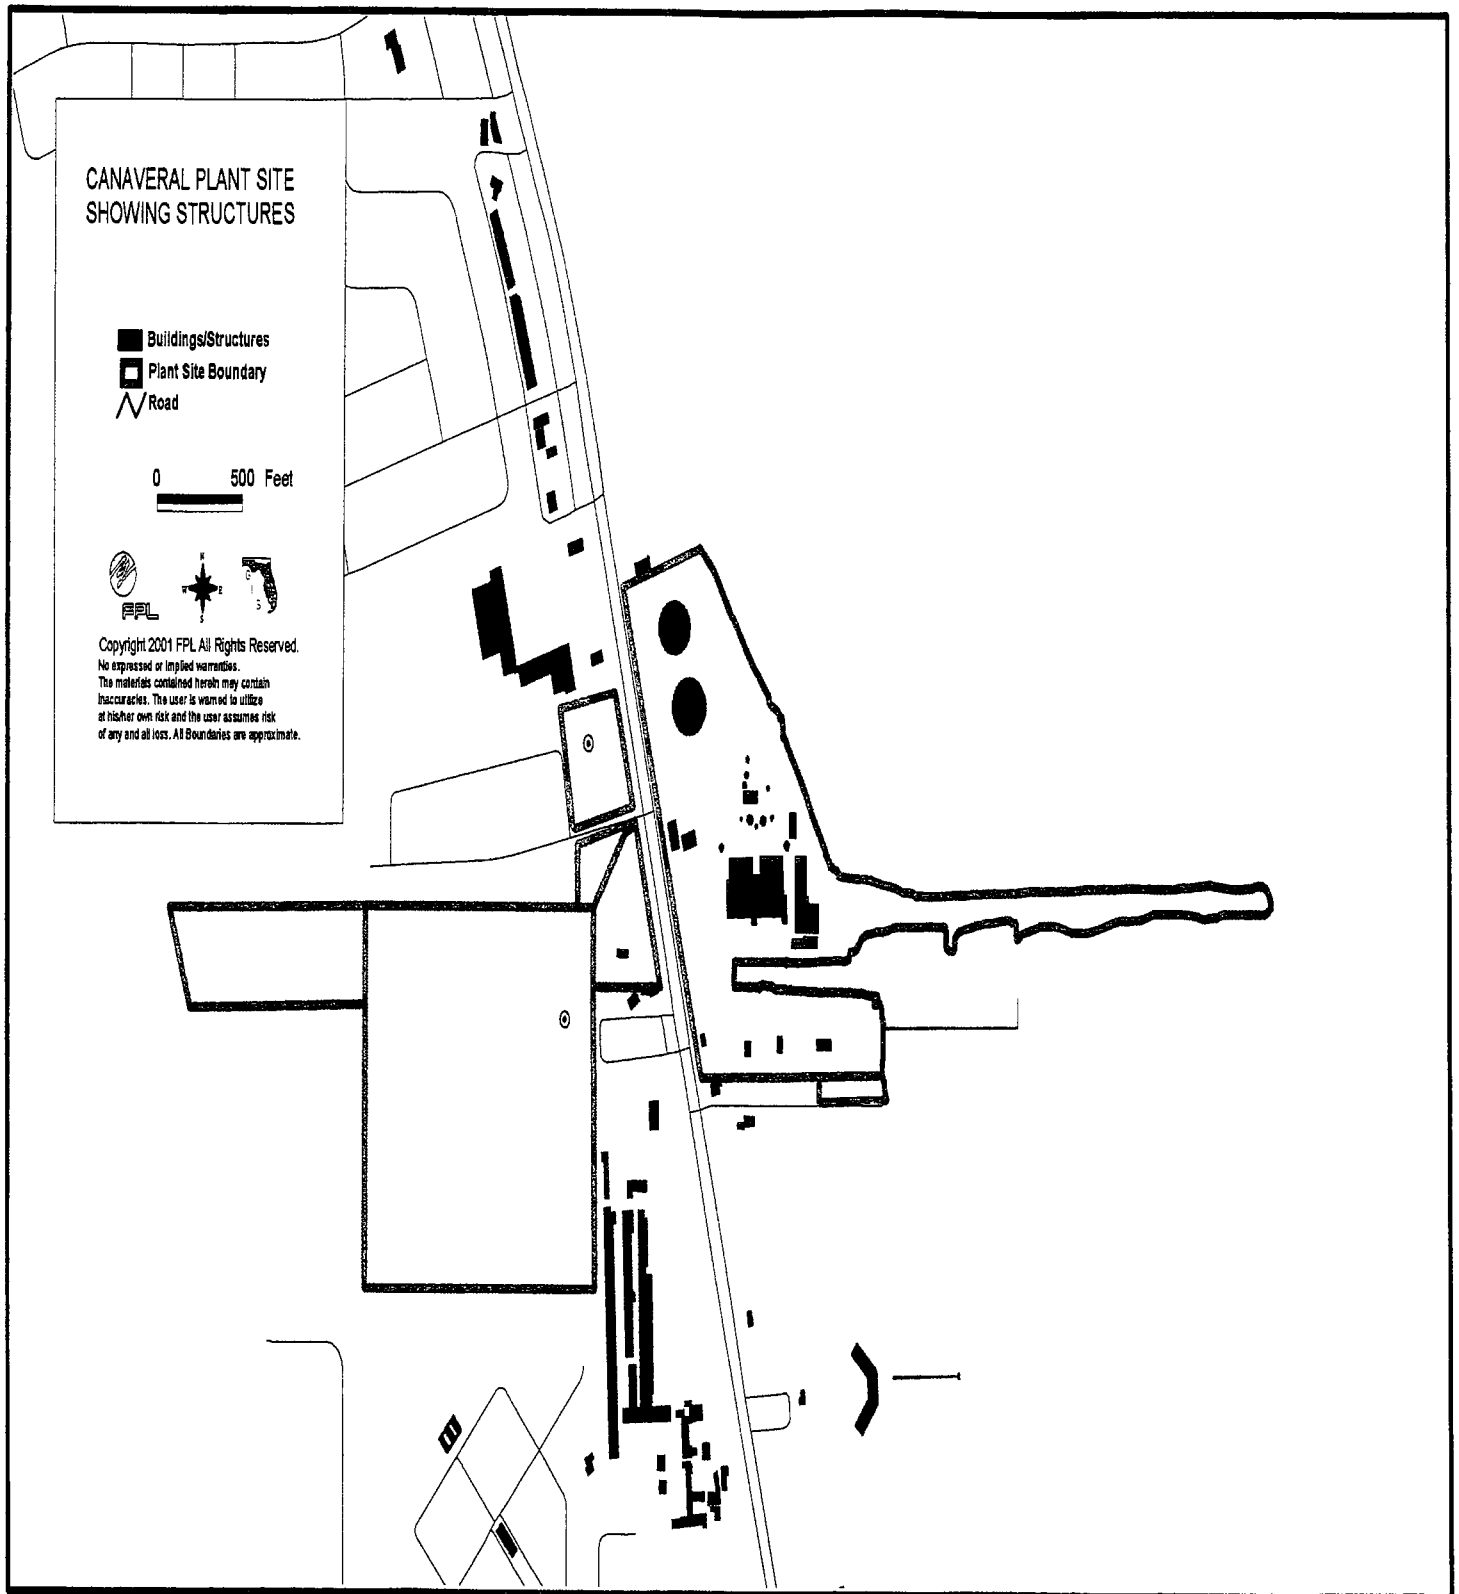 CANAVERAL PLANT SITE
SHOWING STRUCTURES
Buildings/Structures
Plant Site Boundary
Road
0 500 Feet
N
W E
S
G
I
S
FPL
Copyright 2001 FPL All Rights Reserved.
No expressed or implied warranties.
The materials contained herein may contain
inaccuracies. The user is warned to utilize
at his/her own risk and the user assumes risk
of any and all loss. All Boundaries are approximate.